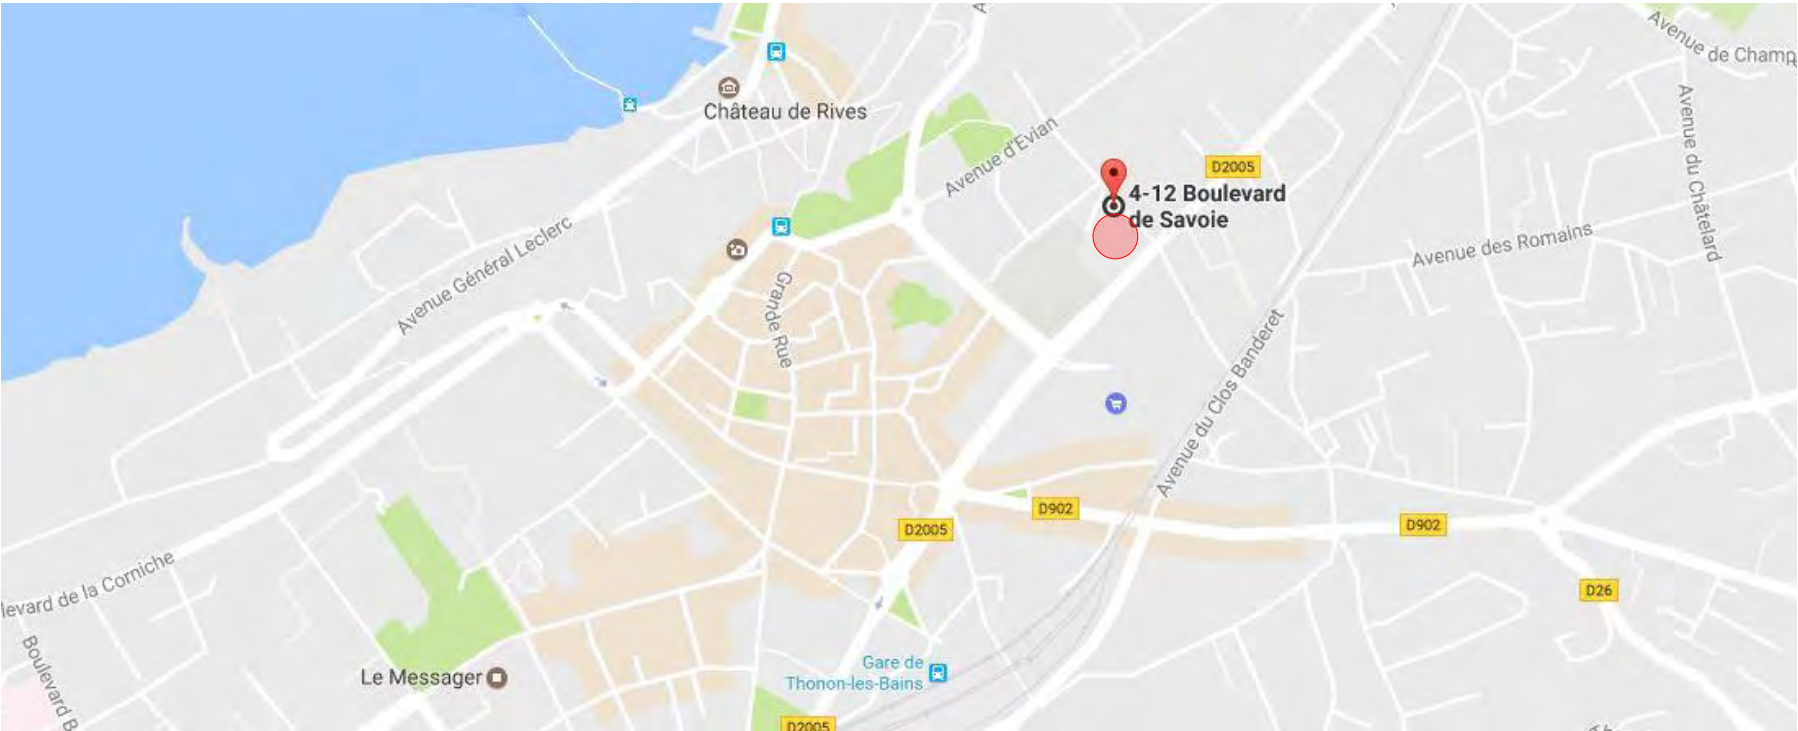 Avenue de Champ
Château de Rives
Avenue d'Evian
D2005
4-12 Boulevard
de Savoie
Avenue du Châtelard
Avenue Général Leclerc
Avenue des Romains
Grande Rue
Avenue du Clos Banderet
D902
D902
D2005
levard de la Corniche
D26
Boulevard B
Le Messager
Gare de
Thonon-les-Bains
D2005